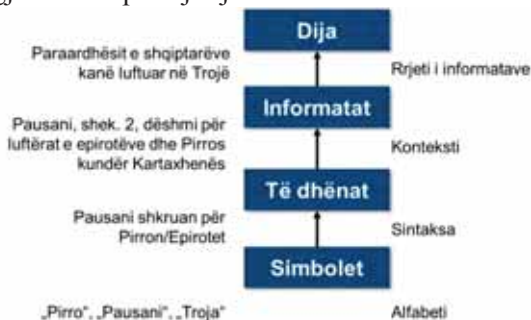 Dija
Paraardhësit e shqiptarëve
kanë luftuar në Trojë
Rrjeti i informatave
Informatat
Pausani, shek. 2, dëshmi për
luftërat e epirotëve dhe Pirros
kundër Kartaxhenës
Konteksti
Të dhënat
Pausani shkruan për
Pirron/Epirotet
Sintaksa
Simbolet
„Pirro“, „Pausani“, „Troja“
Alfabeti